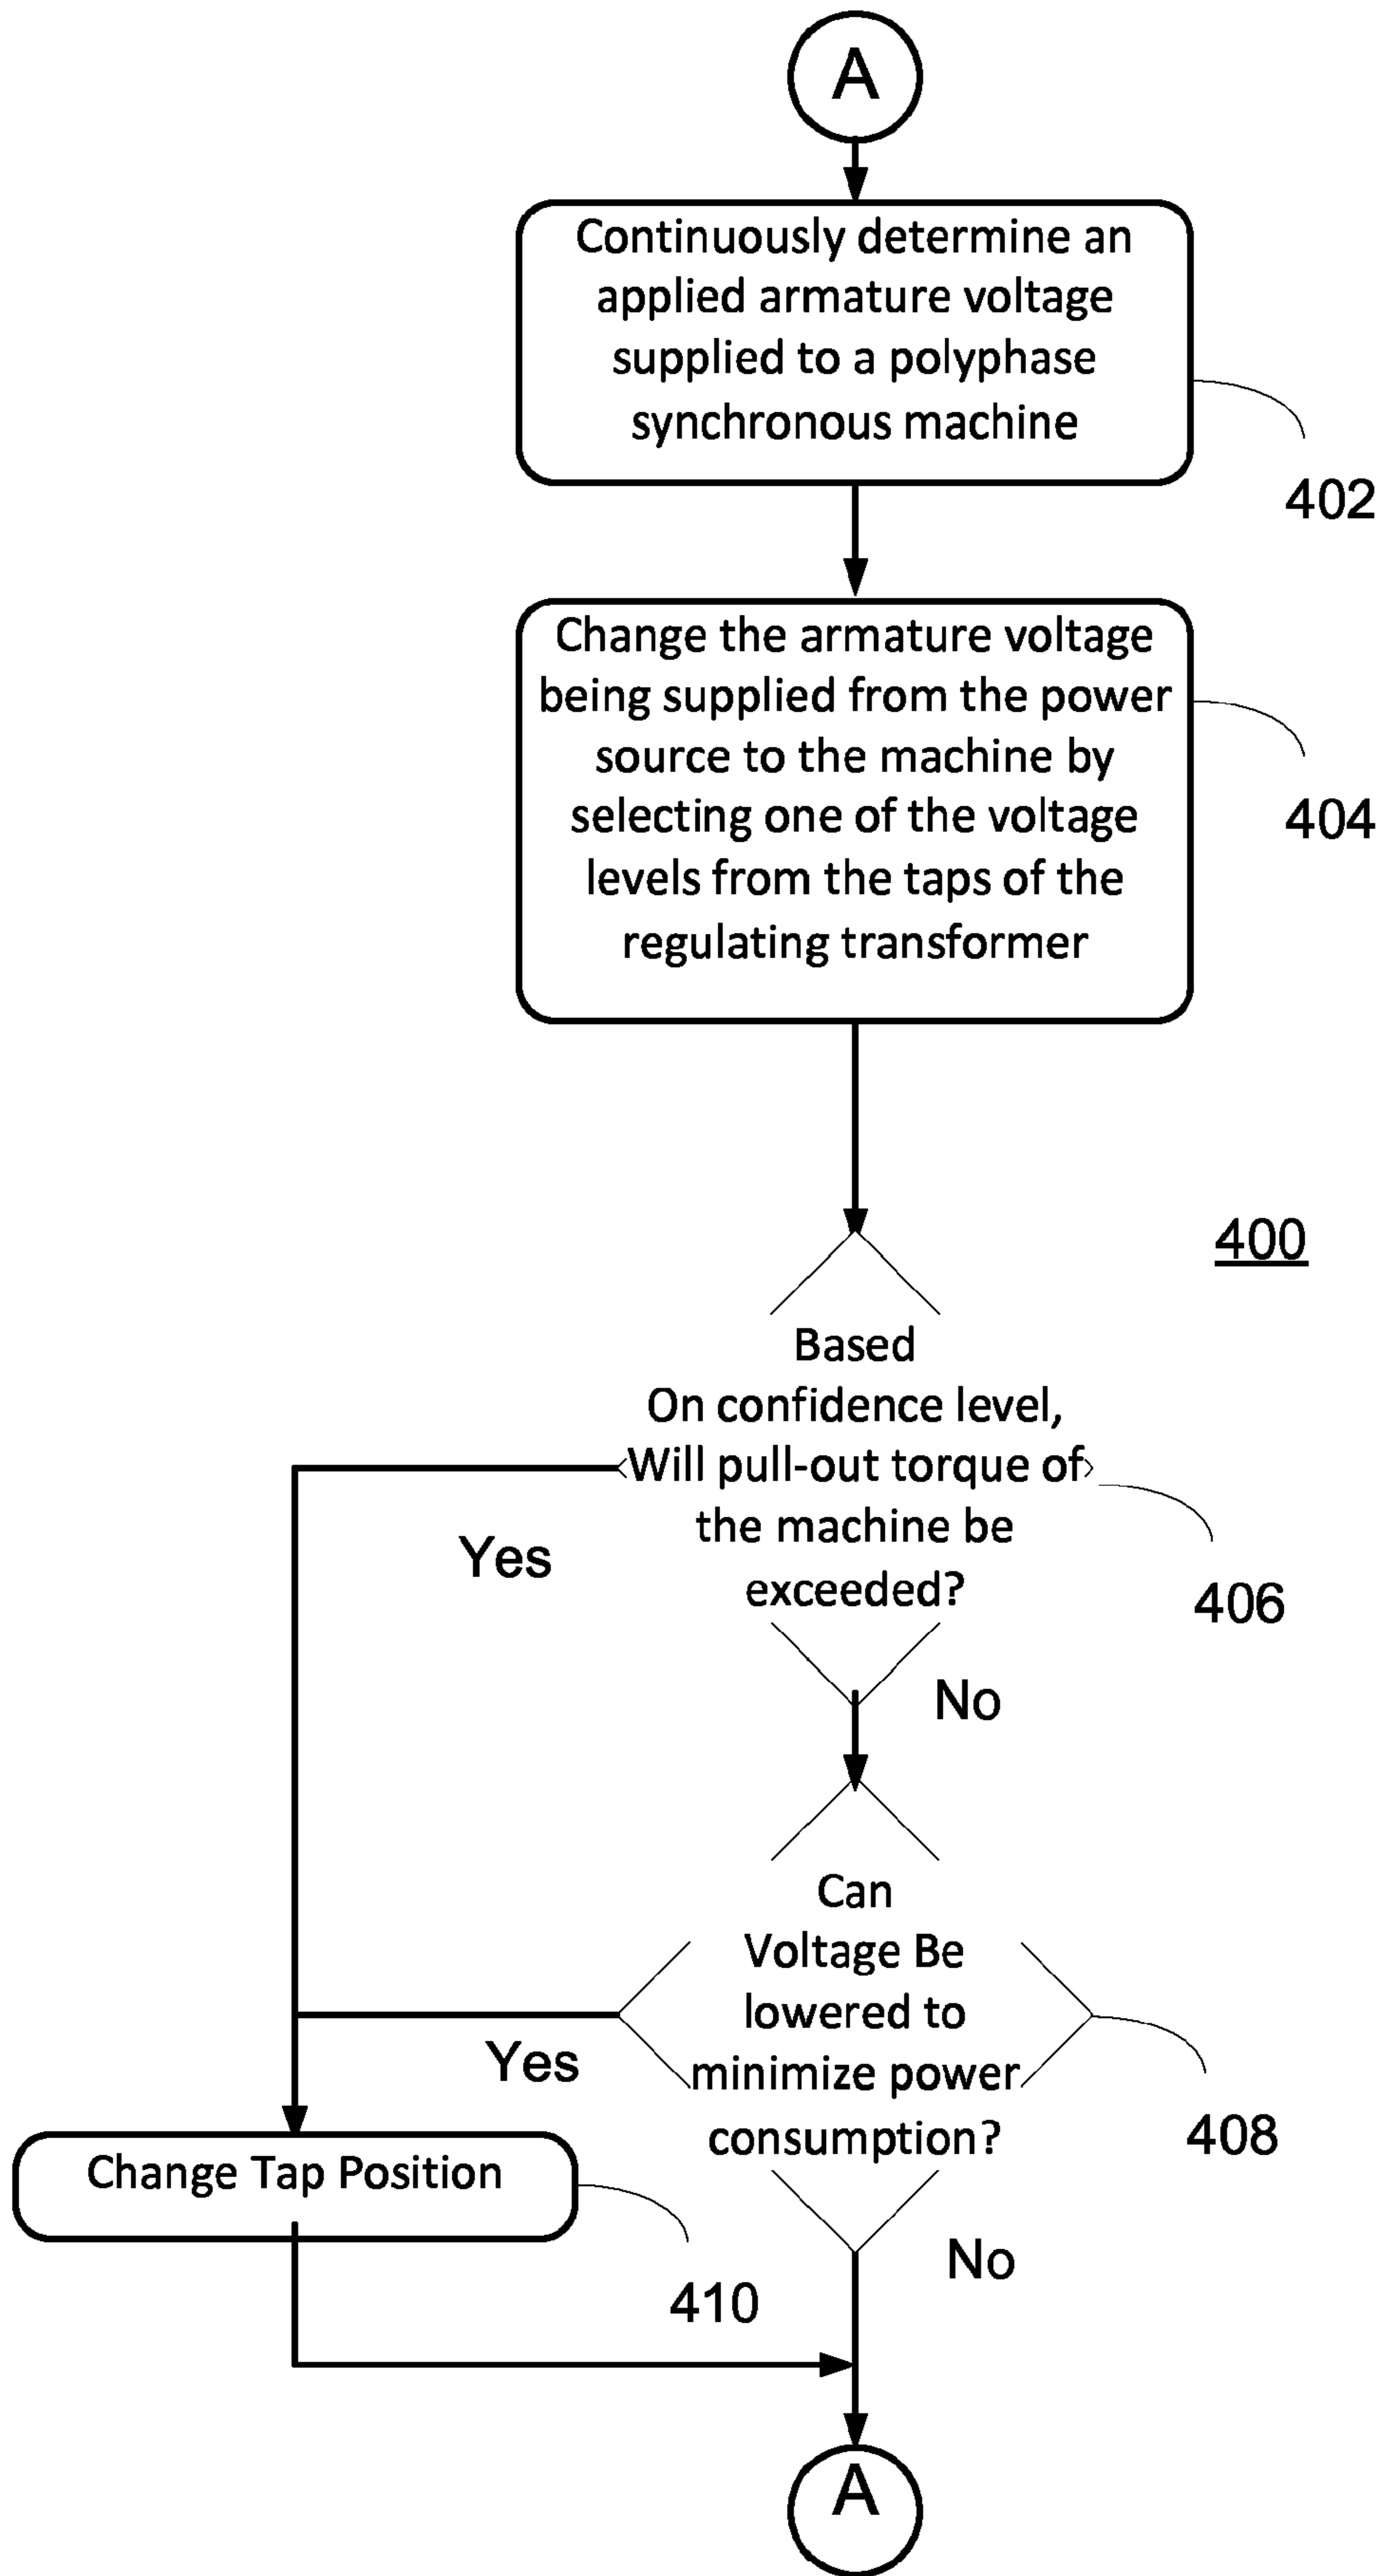 A
Continuously determine an
applied armature voltage
supplied to a polyphase
synchronous machine
402
Change the armature voltage
being supplied from the power
source to the machine by
selecting one of the voltage
levels from the taps of the
regulating transformer
404
400
Based
On confidence level,
Will pull-out torque of
the machine be
exceeded?
406
Yes
No
Can
Voltage Be
lowered to
minimize power
consumption?
408
Yes
No
Change Tap Position
410
A